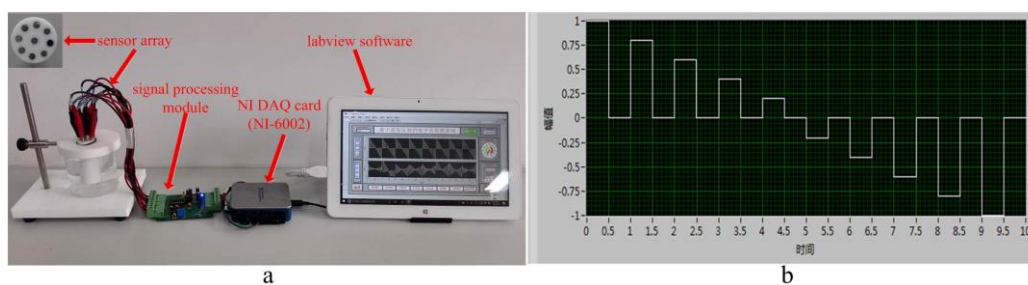 sensor array
labview software
signal processing
module
NI DAQ card
(NI-6002)
a
1
0.75
0.5
0.25
0
-0.25
-0.5
-0.75
-1
幅值
0 0.5 1 1.5 2 2.5 3 3.5 4 4.5 5 5.5 6 6.5 7 7.5 8 8.5 9 9.5 10
时间
b